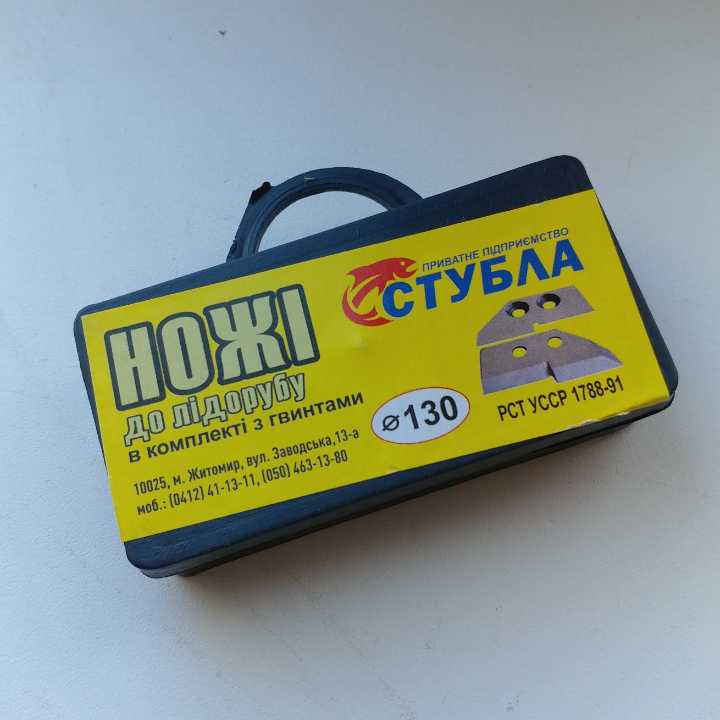 ПРИВАТНЕ ПІДПРИЄМСТВО
СТУБЛА
НОЖІ
до лідорубу
в комплекті з гвинтами
⌀130
РСТ УССР 1788-91
10025, м. Житомир, вул. Заводська,13-а
моб.: (0412) 41-13-11, (050) 463-13-80